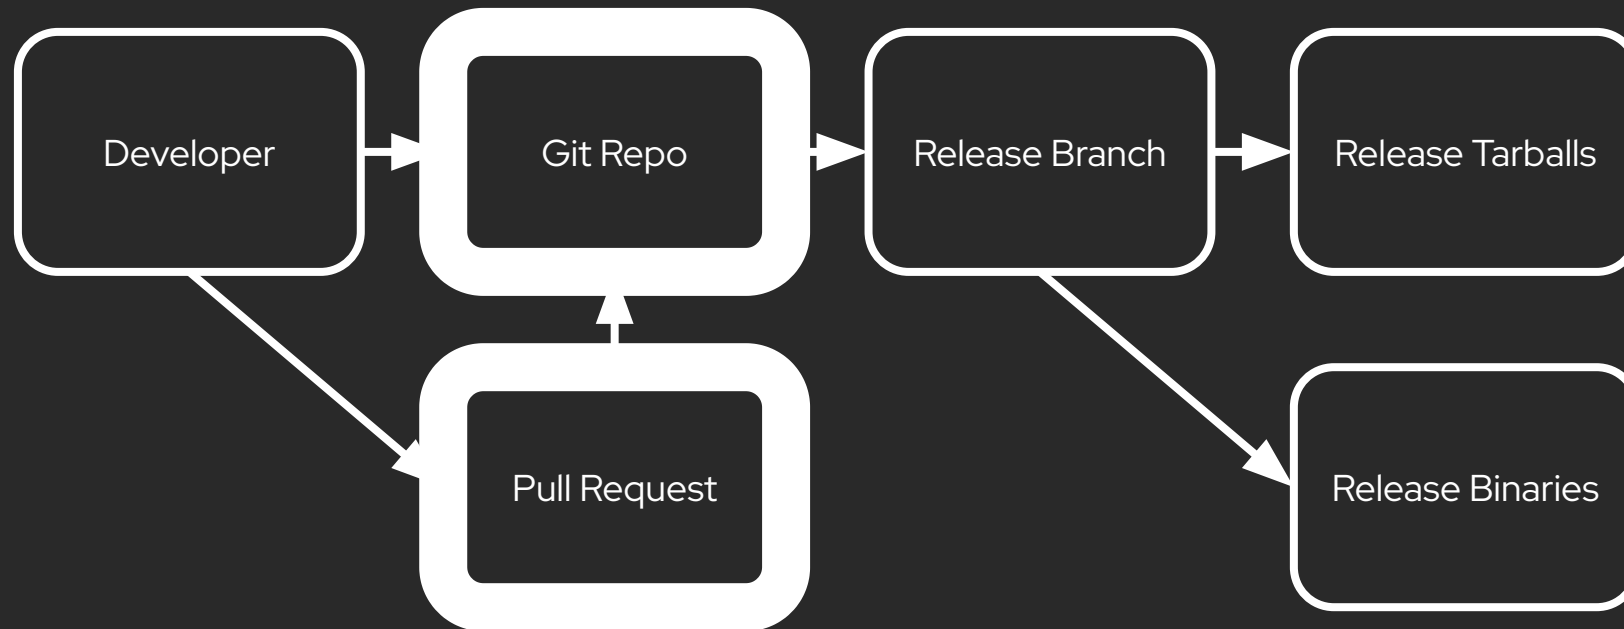 Developer
Git Repo
Release Branch
Release Tarballs
Pull Request
Release Binaries